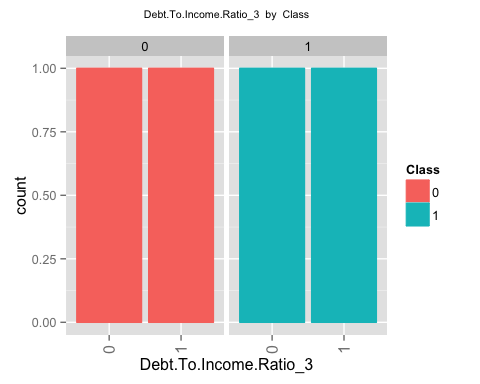 Debt.To.Income.Ratio_3 by Class
0 1
1.00
0.75
0.50
0.25
0.00
count
0 1 0 1
Debt.To.Income.Ratio_3
Class
0
1